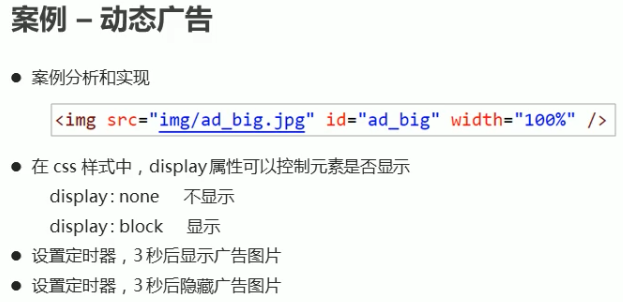 案例 – 动态广告
● 案例分析和实现
<img src="img/ad_big.jpg" id="ad_big" width="100%" />
● 在 css 样式中，display属性可以控制元素是否显示
display: none 不显示
display: block 显示
● 设置定时器，3秒后显示广告图片
● 设置定时器，3秒后隐藏广告图片